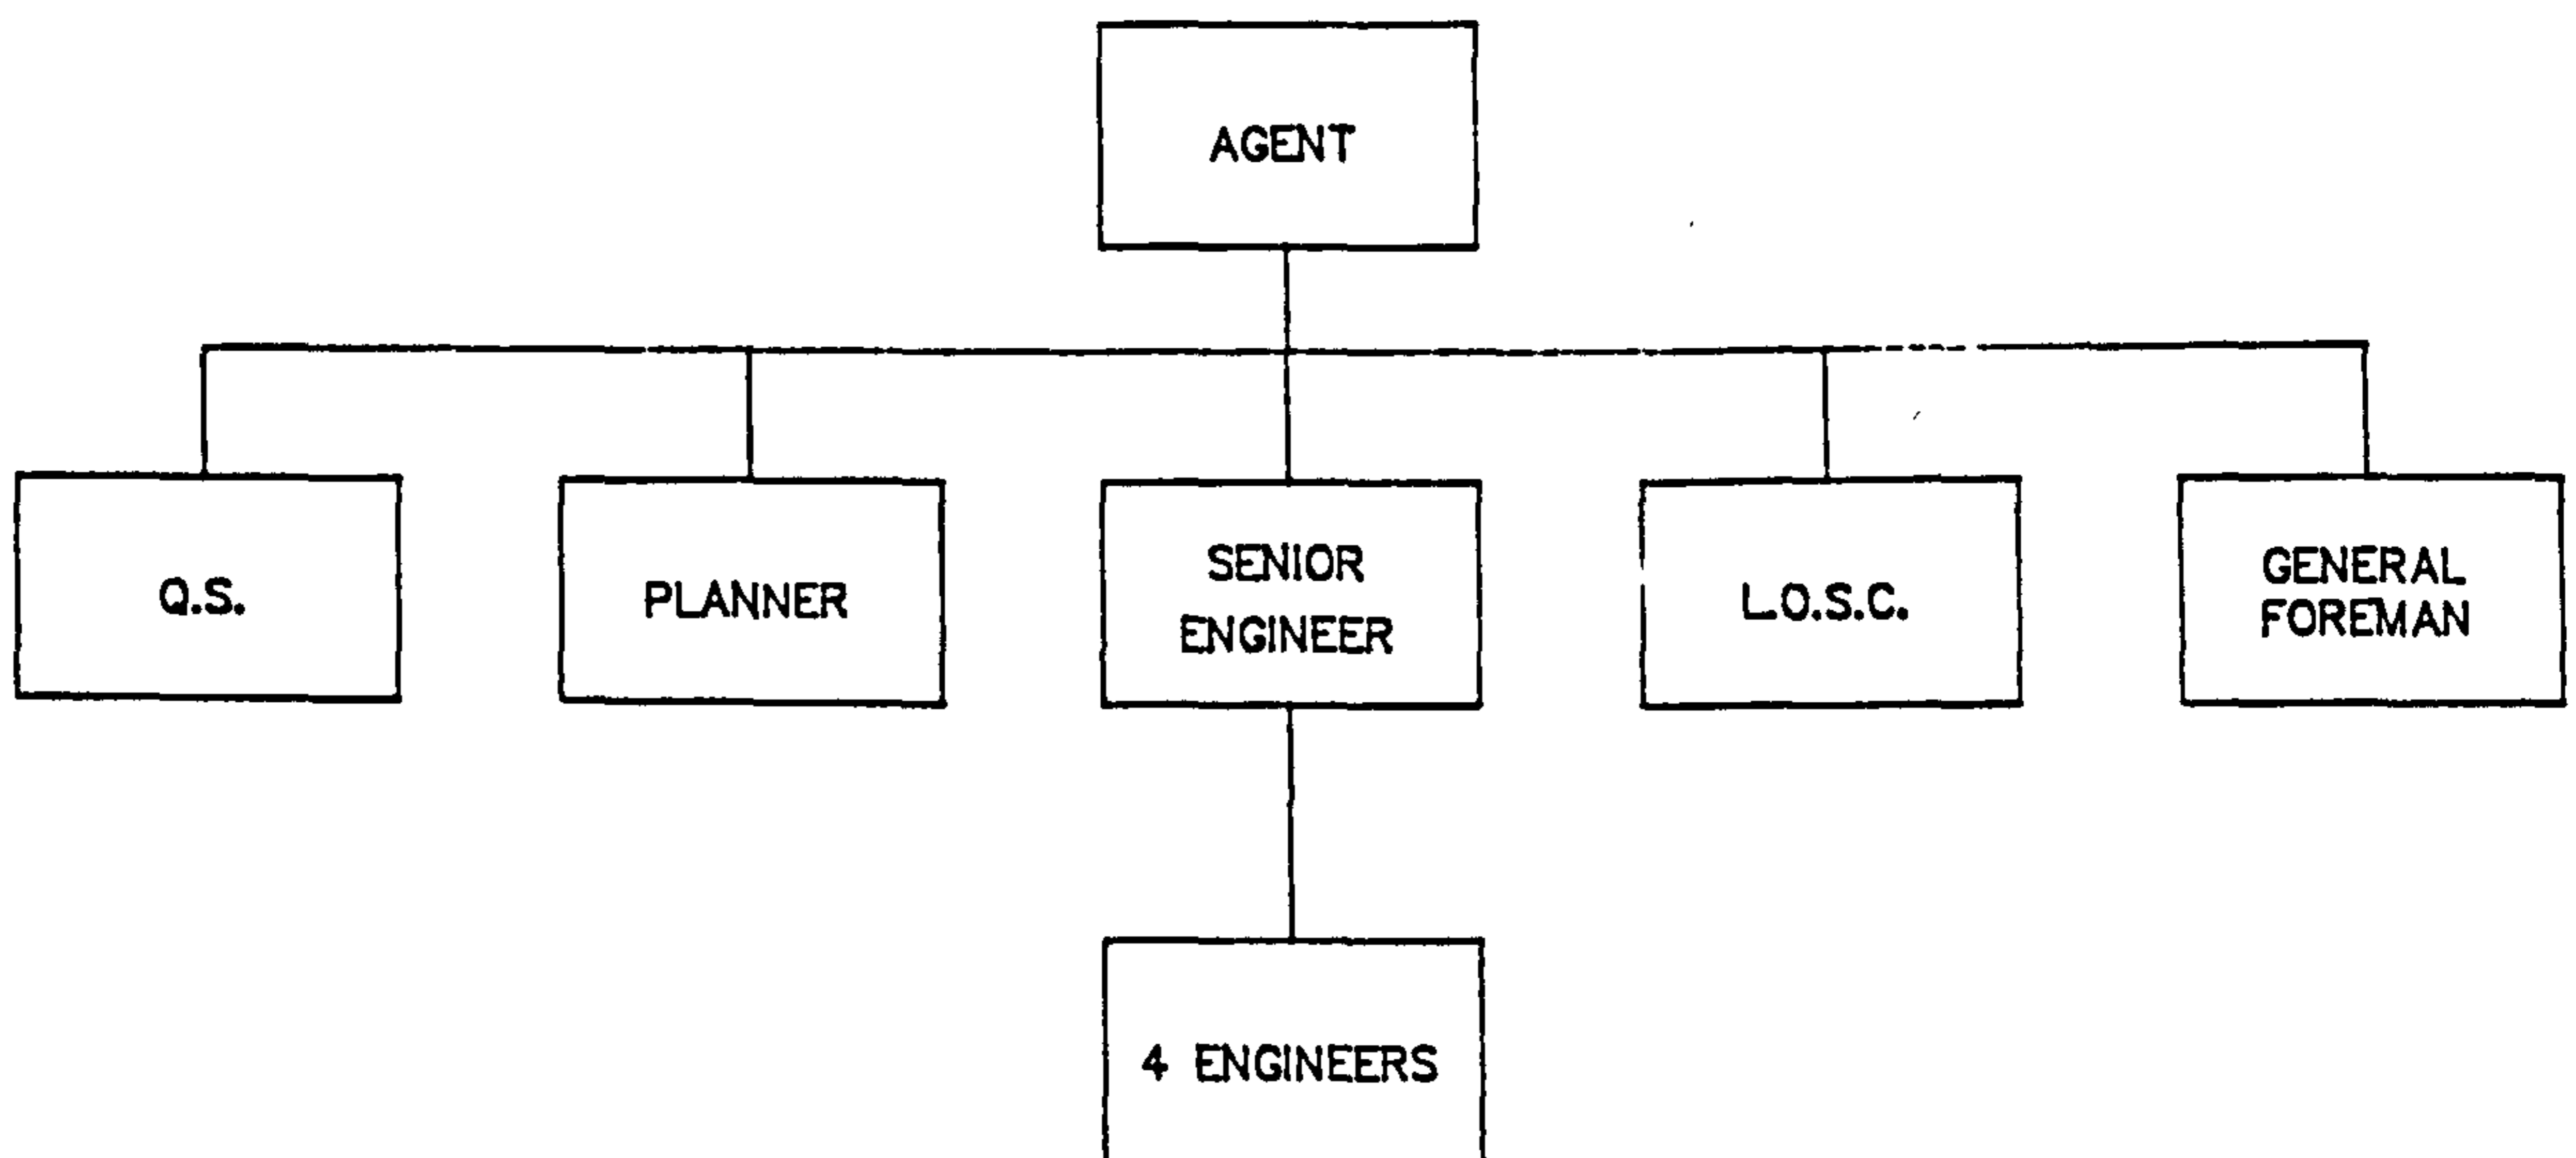 AGENT
Q.S.
PLANNER
SENIOR
ENGINEER
L.O.S.C.
GENERAL
FOREMAN
4 ENGINEERS